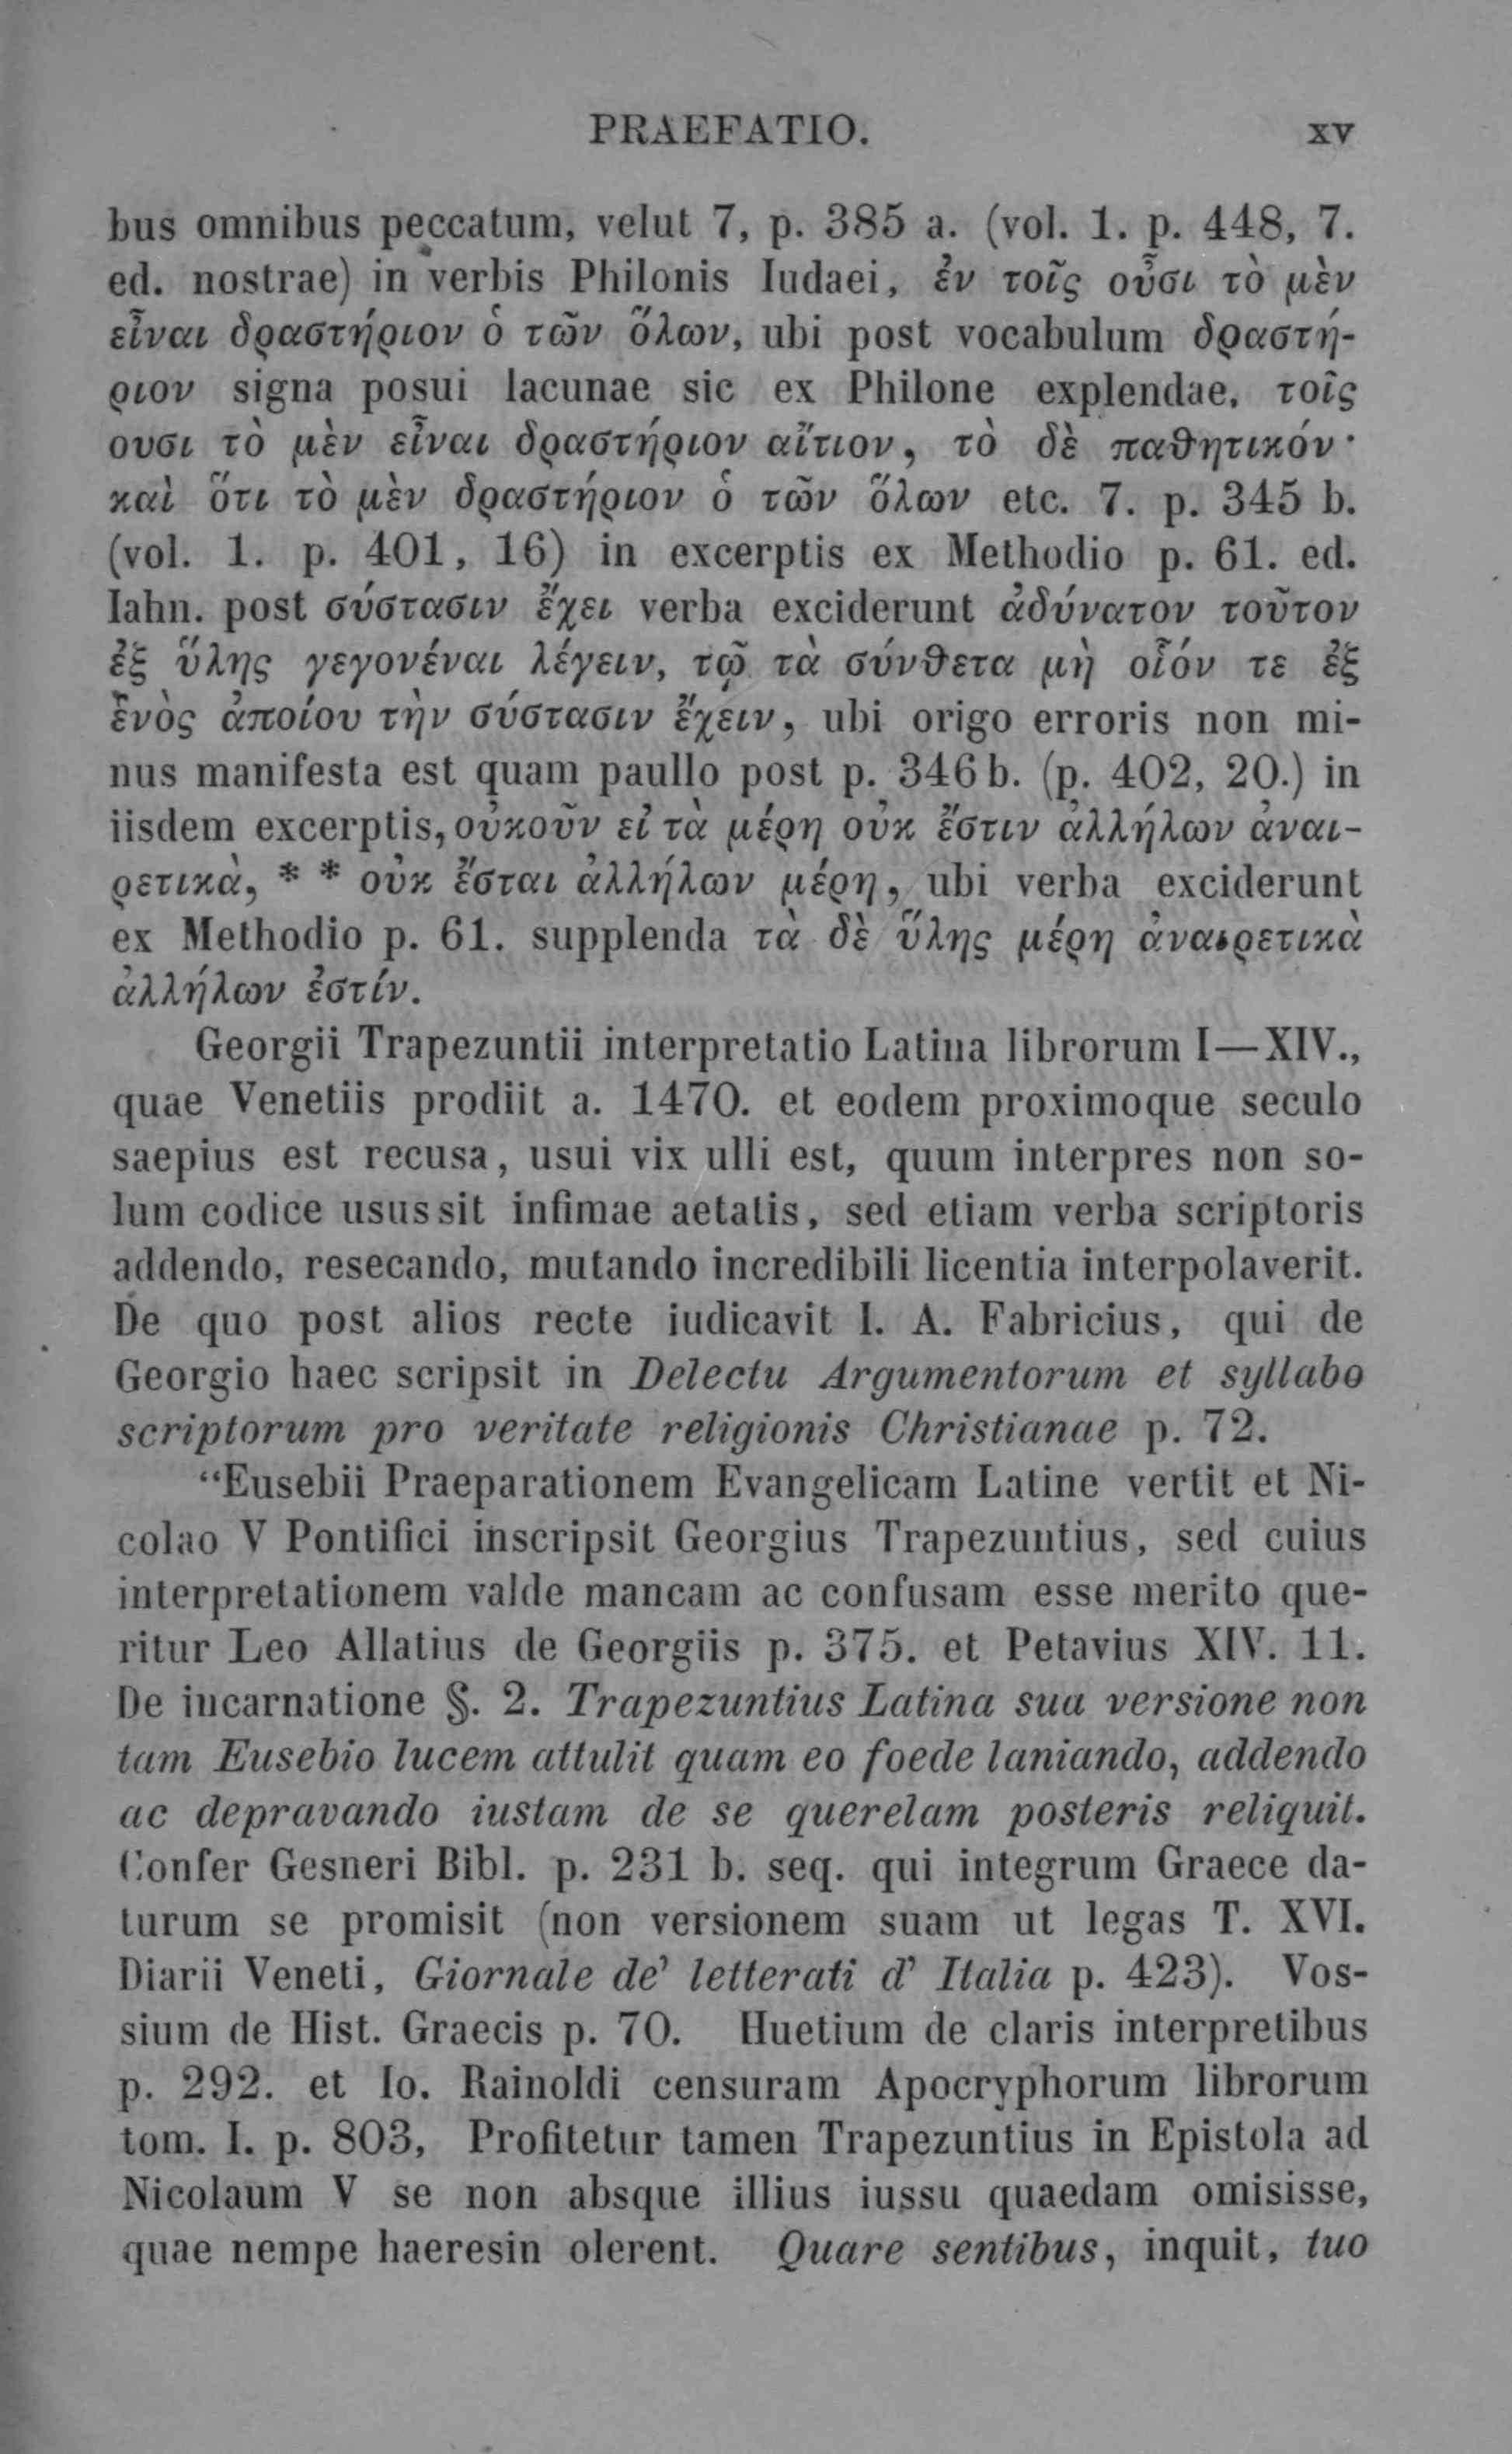 PRAEFATIO. XV
bus omnibus peccatum, velut 7, p. 385 a. (vol. 1. p. 448, 7.
ed. nostrae) in verbis Philonis Iudaei, ἐν τοῖς οὖσι τὸ μὲν
εἶναι δραστήριον ὁ τῶν ὅλων, ubi post vocabulum δραστή-
ριον signa posui lacunae sic ex Philone explendae, τοῖς
ουσι τὸ μὲν εἶναι δραστήριον αἴτιον, τὸ δὲ παθητικόν·
καὶ ὅτι τὸ μὲν δραστήριον ὁ τῶν ὅλων etc. 7. p. 345 b.
(vol. 1. p. 401, 16) in excerptis ex Methodio p. 61. ed.
Iahn. post σύστασιν ἔχει verba exciderunt ἀδύνατον τοῦτον
ἐξ ὕλης γεγονέναι λέγειν, τῷ τὰ σύνθετα μὴ οἷόν τε ἐξ
ἑνὸς ἀποίου τὴν σύστασιν ἔχειν, ubi origo erroris non mi-
nus manifesta est quam paullo post p. 346 b. (p. 402, 20.) in
iisdem excerptis, οὐκοῦν εἰ τὰ μέρη οὐκ ἔστιν ἀλλήλων ἀναι-
ρετικὰ, * * οὐκ ἔσται ἀλλήλων μέρη, ubi verba exciderunt
ex Methodio p. 61. supplenda τὰ δὲ ὕλης μέρη ἀναιρετικὰ
ἀλλήλων ἐστίν.
Georgii Trapezuntii interpretatio Latina librorum I—XIV.,
quae Venetiis prodiit a. 1470. et eodem proximoque seculo
saepius est recusa, usui vix ulli est, quum interpres non so-
lum codice usus sit infimae aetatis, sed etiam verba scriptoris
addendo, resecando, mutando incredibili licentia interpolaverit.
De quo post alios recte iudicavit I. A. Fabricius, qui de
Georgio haec scripsit in Delectu Argumentorum et syllabo
scriptorum pro veritate religionis Christianae p. 72.
“Eusebii Praeparationem Evangelicam Latine vertit et Ni-
colao V Pontifici inscripsit Georgius Trapezuntius, sed cuius
interpretationem valde mancam ac confusam esse merito que-
ritur Leo Allatius de Georgiis p. 375. et Petavius XIV. 11.
De incarnatione §. 2. Trapezuntius Latina sua versione non
tam Eusebio lucem attulit quam eo foede laniando, addendo
ac depravando iustam de se querelam posteris reliquit.
Confer Gesneri Bibl. p. 231 b. seq. qui integrum Graece da-
turum se promisit (non versionem suam ut legas T. XVI.
Diarii Veneti, Giornale de’ letterati d’ Italia p. 423). Vos-
sium de Hist. Graecis p. 70. Huetium de claris interpretibus
p. 292. et Io. Rainoldi censuram Apocryphorum librorum
tom. I. p. 803, Profitetur tamen Trapezuntius in Epistola ad
Nicolaum V se non absque illius iussu quaedam omisisse,
quae nempe haeresin olerent. Quare sentibus, inquit, tuo